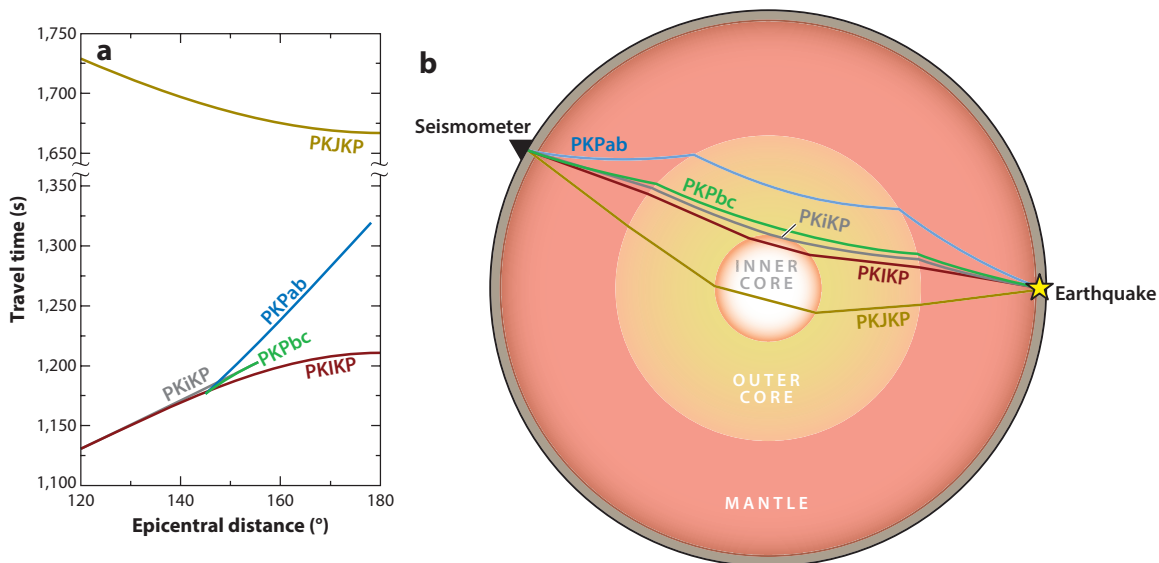 a
1,750
1,700
1,650
1,350
1,300
1,250
1,200
1,150
1,100
Travel time (s)
120
140
160
180
Epicentral distance (°)
PKJKP
PKPab
PKPbc
PKiKP
PKIKP
b
Seismometer
PKPab
PKPbc
PKiKP
PKIKP
PKJKP
INNER
CORE
OUTER
CORE
MANTLE
Earthquake